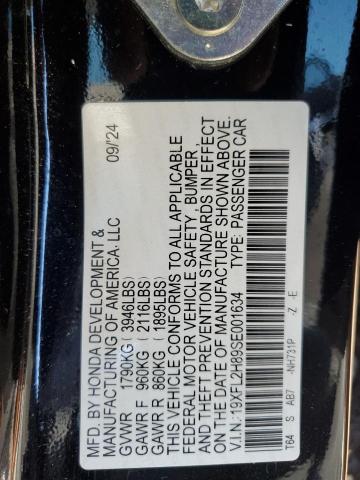 MFD. BY HONDA DEVELOPMENT &
MANUFACTURING OF AMERICA, LLC 09/'24
GVWR 1790KG (3946LBS)
GAWR F 960KG (2116LBS)
GAWR R 860KG (1895LBS)
THIS VEHICLE CONFORMS TO ALL APPLICABLE
FEDERAL MOTOR VEHICLE SAFETY, BUMPER,
AND THEFT PREVENTION STANDARDS IN EFFECT
ON THE DATE OF MANUFACTURE SHOWN ABOVE.
V.I.N.: 19XFL2H89SE001634 TYPE: PASSENGER CAR
T64 S AB7 -NH731P -Z -E